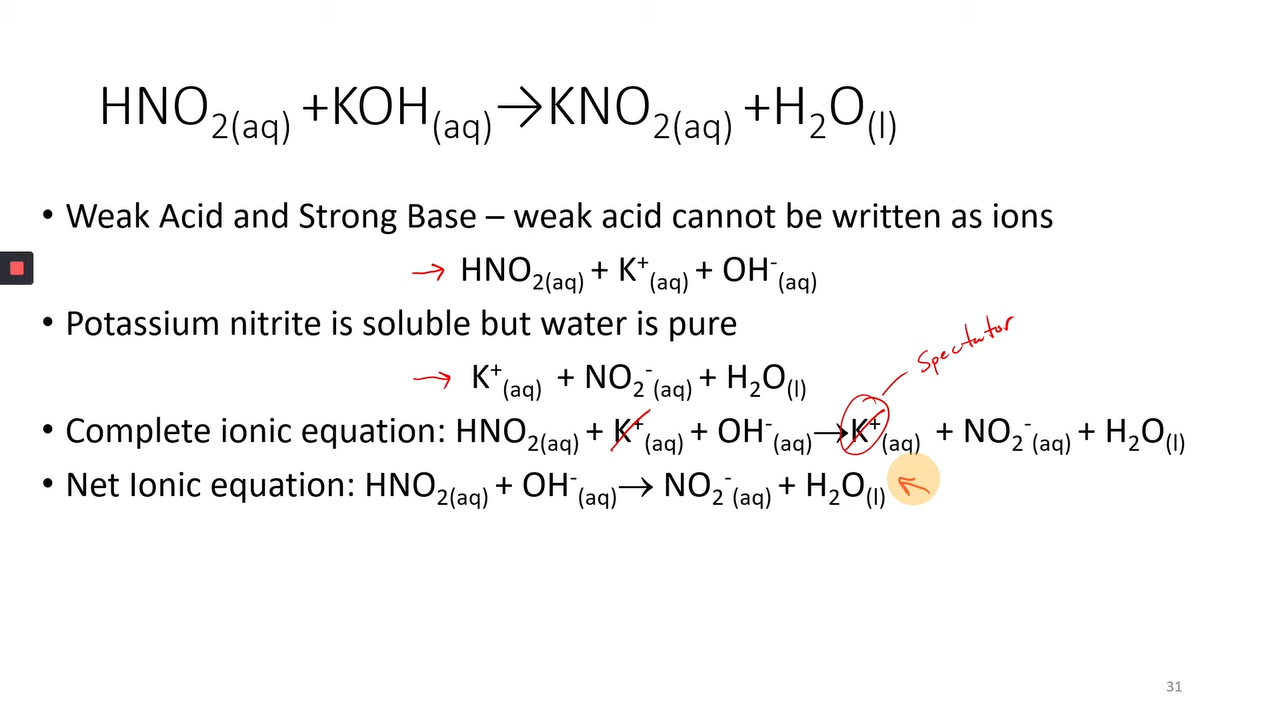 HNO₂₍aq₎ +KOH₍aq₎→KNO₂₍aq₎ +H₂O₍l₎
• Weak Acid and Strong Base – weak acid cannot be written as ions
→ HNO₂(aq) + K⁺(aq) + OH⁻(aq)
• Potassium nitrite is soluble but water is pure
Spectator
→ K⁺(aq) + NO₂⁻(aq) + H₂O(l)
• Complete ionic equation: HNO₂(aq) + K⁺(aq) + OH⁻(aq)→K⁺(aq) + NO₂⁻(aq) + H₂O(l)
• Net Ionic equation: HNO₂(aq) + OH⁻(aq)→ NO₂⁻(aq) + H₂O(l)
31